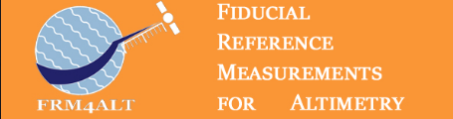 FIDUCIAL
REFERENCE
MEASUREMENTS
FOR ALTIMETRY
FRM4ALT